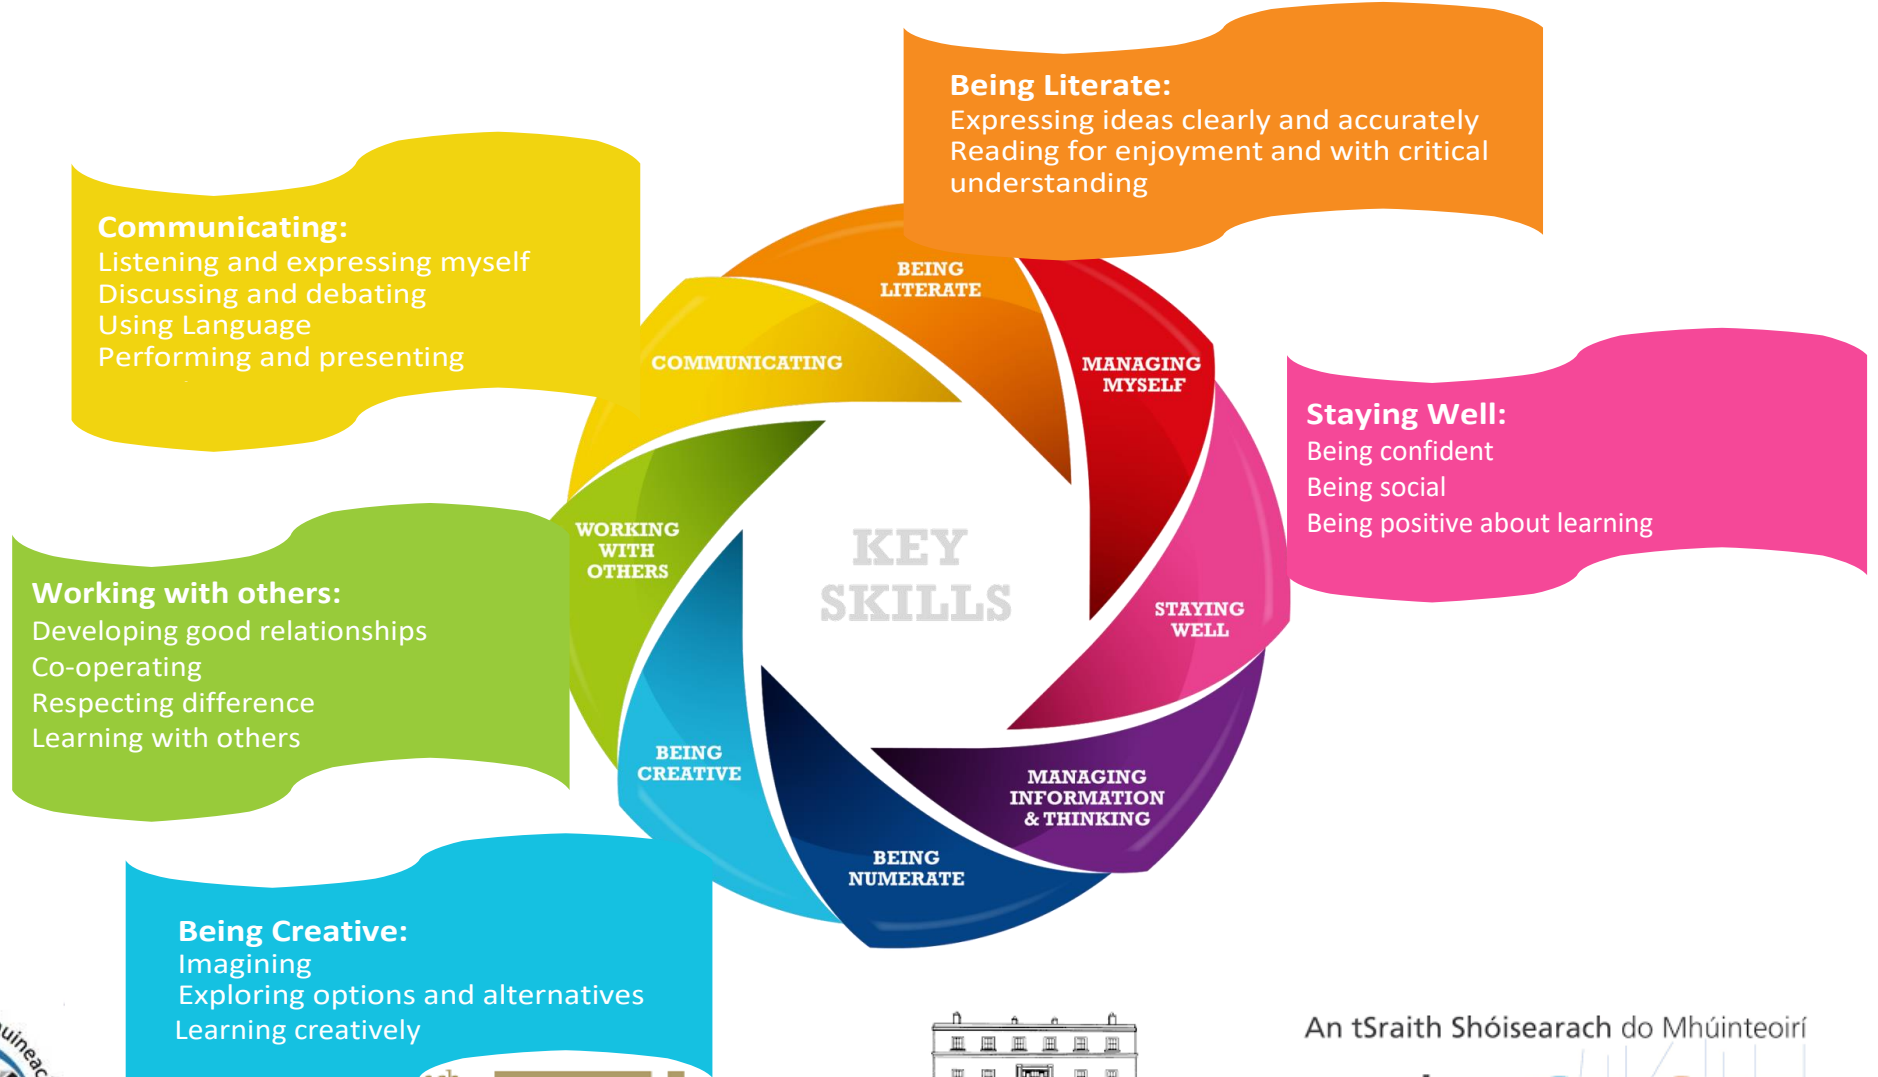 Being Literate:
Expressing ideas clearly and accurately
Reading for enjoyment and with critical
understanding
Communicating:
Listening and expressing myself
Discussing and debating
Using Language
Performing and presenting
BEING
LITERATE
COMMUNICATING
MANAGING
MYSELF
Staying Well:
Being confident
Being social
Being positive about learning
WORKING
WITH
OTHERS
KEY
SKILLS
STAYING
WELL
Working with others:
Developing good relationships
Co-operating
Respecting difference
Learning with others
BEING
CREATIVE
MANAGING
INFORMATION
& THINKING
BEING
NUMERATE
Being Creative:
Imagining
Exploring options and alternatives
Learning creatively
An tSraith Shóisearach do Mhúinteoirí